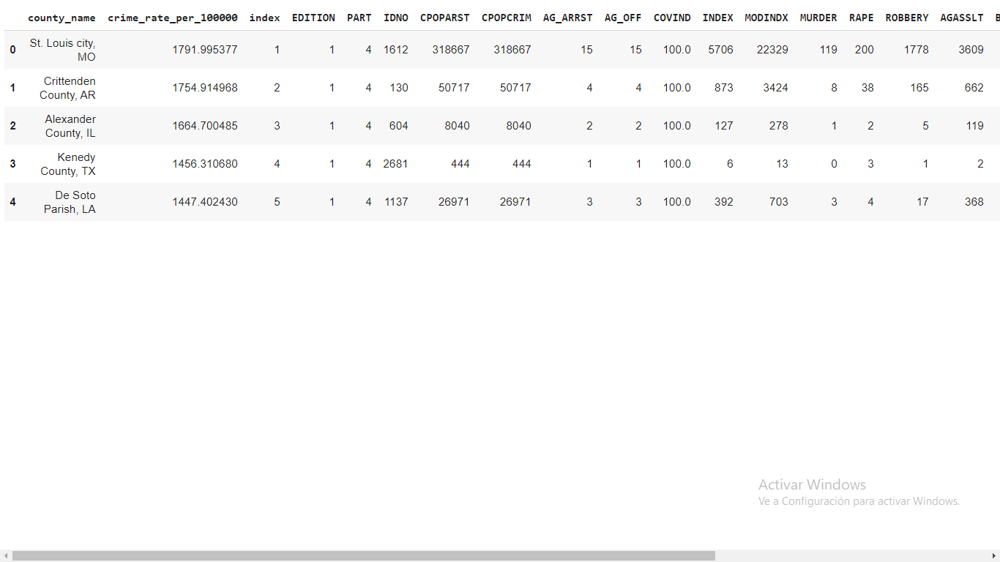 county_name crime_rate_per_100000 index EDITION PART IDNO CPOPARST CPOPCRIM AG_ARRST AG_OFF COVIND INDEX MODINDX MURDER RAPE ROBBERY AGASSLT B
0 St. Louis city, MO 1791.995377 1 1 4 1612 318667 318667 15 15 100.0 5706 22329 119 200 1778 3609
1 Crittenden County, AR 1754.914968 2 1 4 130 50717 50717 4 4 100.0 873 3424 8 38 165 662
2 Alexander County, IL 1664.700485 3 1 4 604 8040 8040 2 2 100.0 127 278 1 2 5 119
3 Kenedy County, TX 1456.310680 4 1 4 2681 444 444 1 1 100.0 6 13 0 3 1 2
4 De Soto Parish, LA 1447.402430 5 1 4 1137 26971 26971 3 3 100.0 392 703 3 4 17 368
Activar Windows
Ve a Configuración para activar Windows.